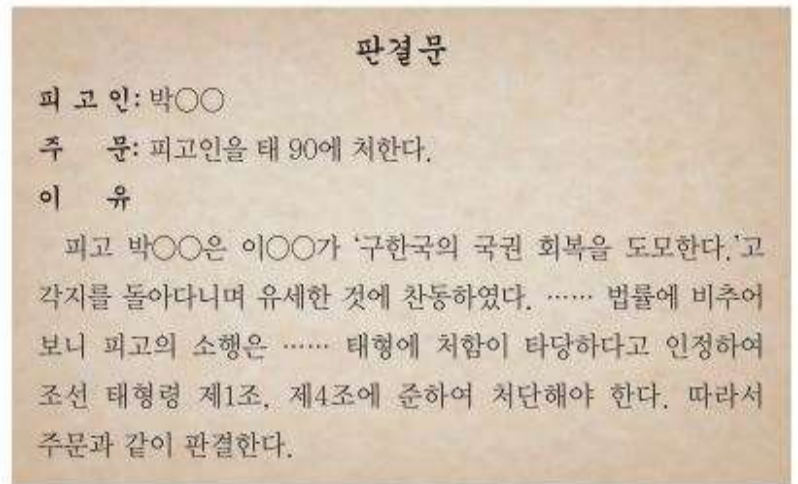 판결문
피 고 인: 박○○
주 문: 피고인을 태 90에 처한다.
이 유
피고 박○○은 이○○가 ‘구한국의 국권 회복을 도모한다.’고
각지를 돌아다니며 유세한 것에 찬동하였다. …… 법률에 비추어
보니 피고의 소행은 …… 태형에 처함이 타당하다고 인정하여
조선 태형령 제1조, 제4조에 준하여 처단해야 한다. 따라서
주문과 같이 판결한다.